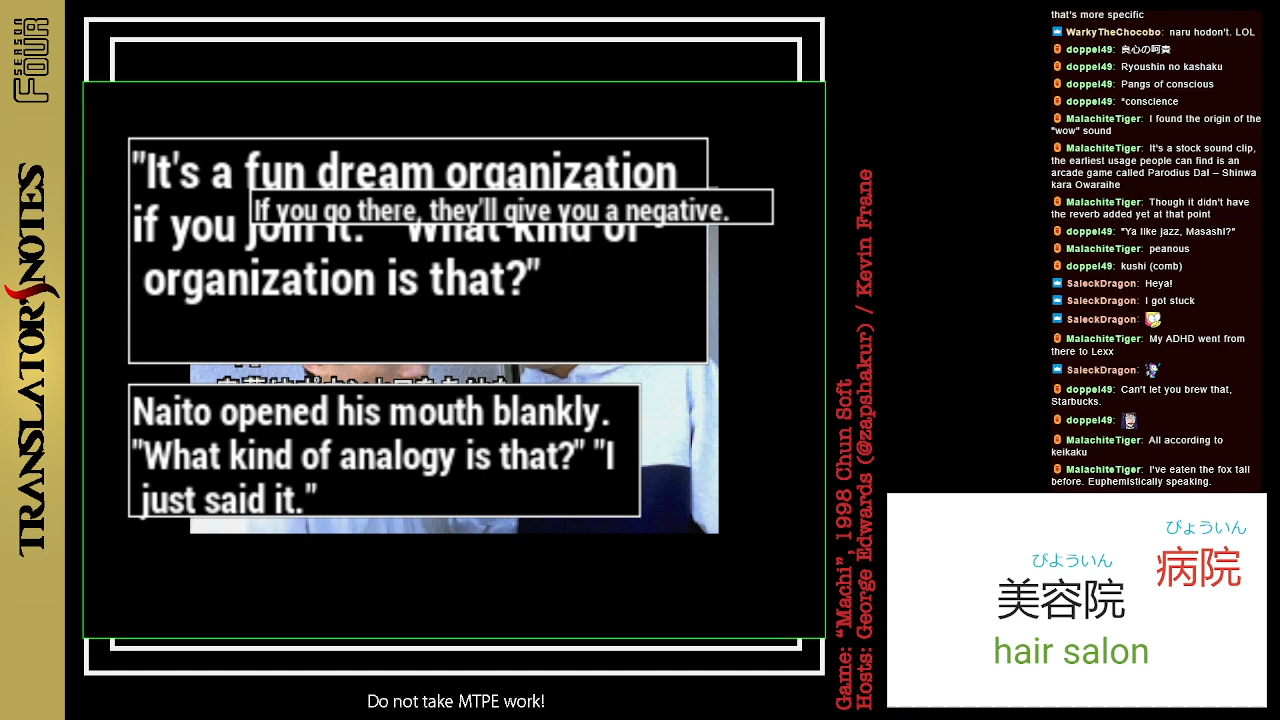 SEASON
FOUR
TRANSLATOR'S NOTES
"It's a fun dream organization
if you join it." "What kind of
organization is that?"
If you go there, they'll give you a negative.
Naito opened his mouth blankly.
"What kind of analogy is that?" "I
just said it."
Do not take MTPE work!
Game: "Machi", 1998 Chun Soft
Hosts: George Edwards (@zapshakur) / Kevin Frane
that's more specific
WarkyTheChocobo: naru hodon't. LOL
doppel49: 良心の呵責
doppel49: Ryoushin no kashaku
doppel49: Pangs of conscious
doppel49: *conscience
MalachiteTiger: I found the origin of the
"wow" sound
MalachiteTiger: It's a stock sound clip,
the earliest usage people can find is an
arcade game called Parodius Da! – Shinwa
kara Owaraihe
MalachiteTiger: Though it didn't have
the reverb added yet at that point
doppel49: "Ya like jazz, Masashi?"
MalachiteTiger: peanous
doppel49: kushi (comb)
SaleckDragon: Heya!
SaleckDragon: I got stuck
SaleckDragon:
MalachiteTiger: My ADHD went from
there to Lexx
SaleckDragon:
doppel49: Can't let you brew that,
Starbucks.
doppel49:
MalachiteTiger: All according to
keikaku
MalachiteTiger: I've eaten the fox tail
before. Euphemistically speaking.
びょういん
病院
びよういん
美容院
hair salon